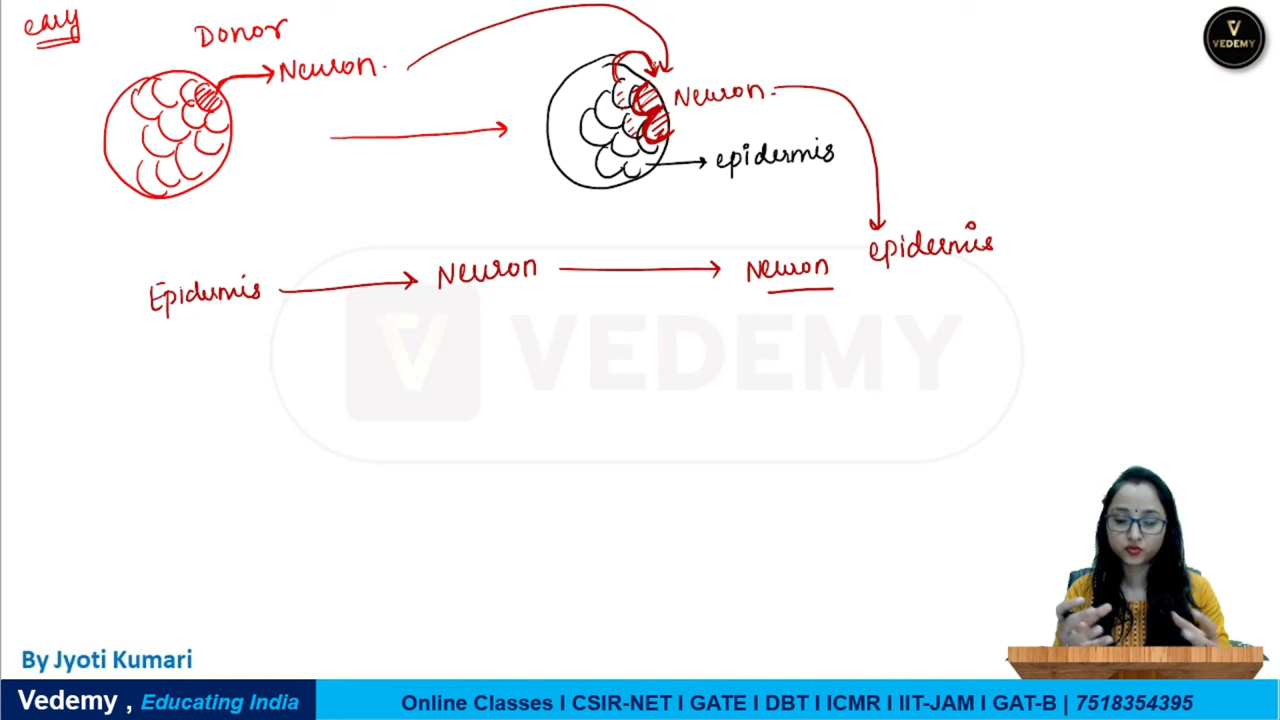 early
Donor
Neuron.
Neuron.
epidermis
epidermis
Epidermis
Neuron
Neuron
VEDEMY
VEDEMY
By Jyoti Kumari
Vedemy , Educating India
Online Classes I CSIR-NET I GATE I DBT I ICMR I IIT-JAM I GAT-B | 7518354395